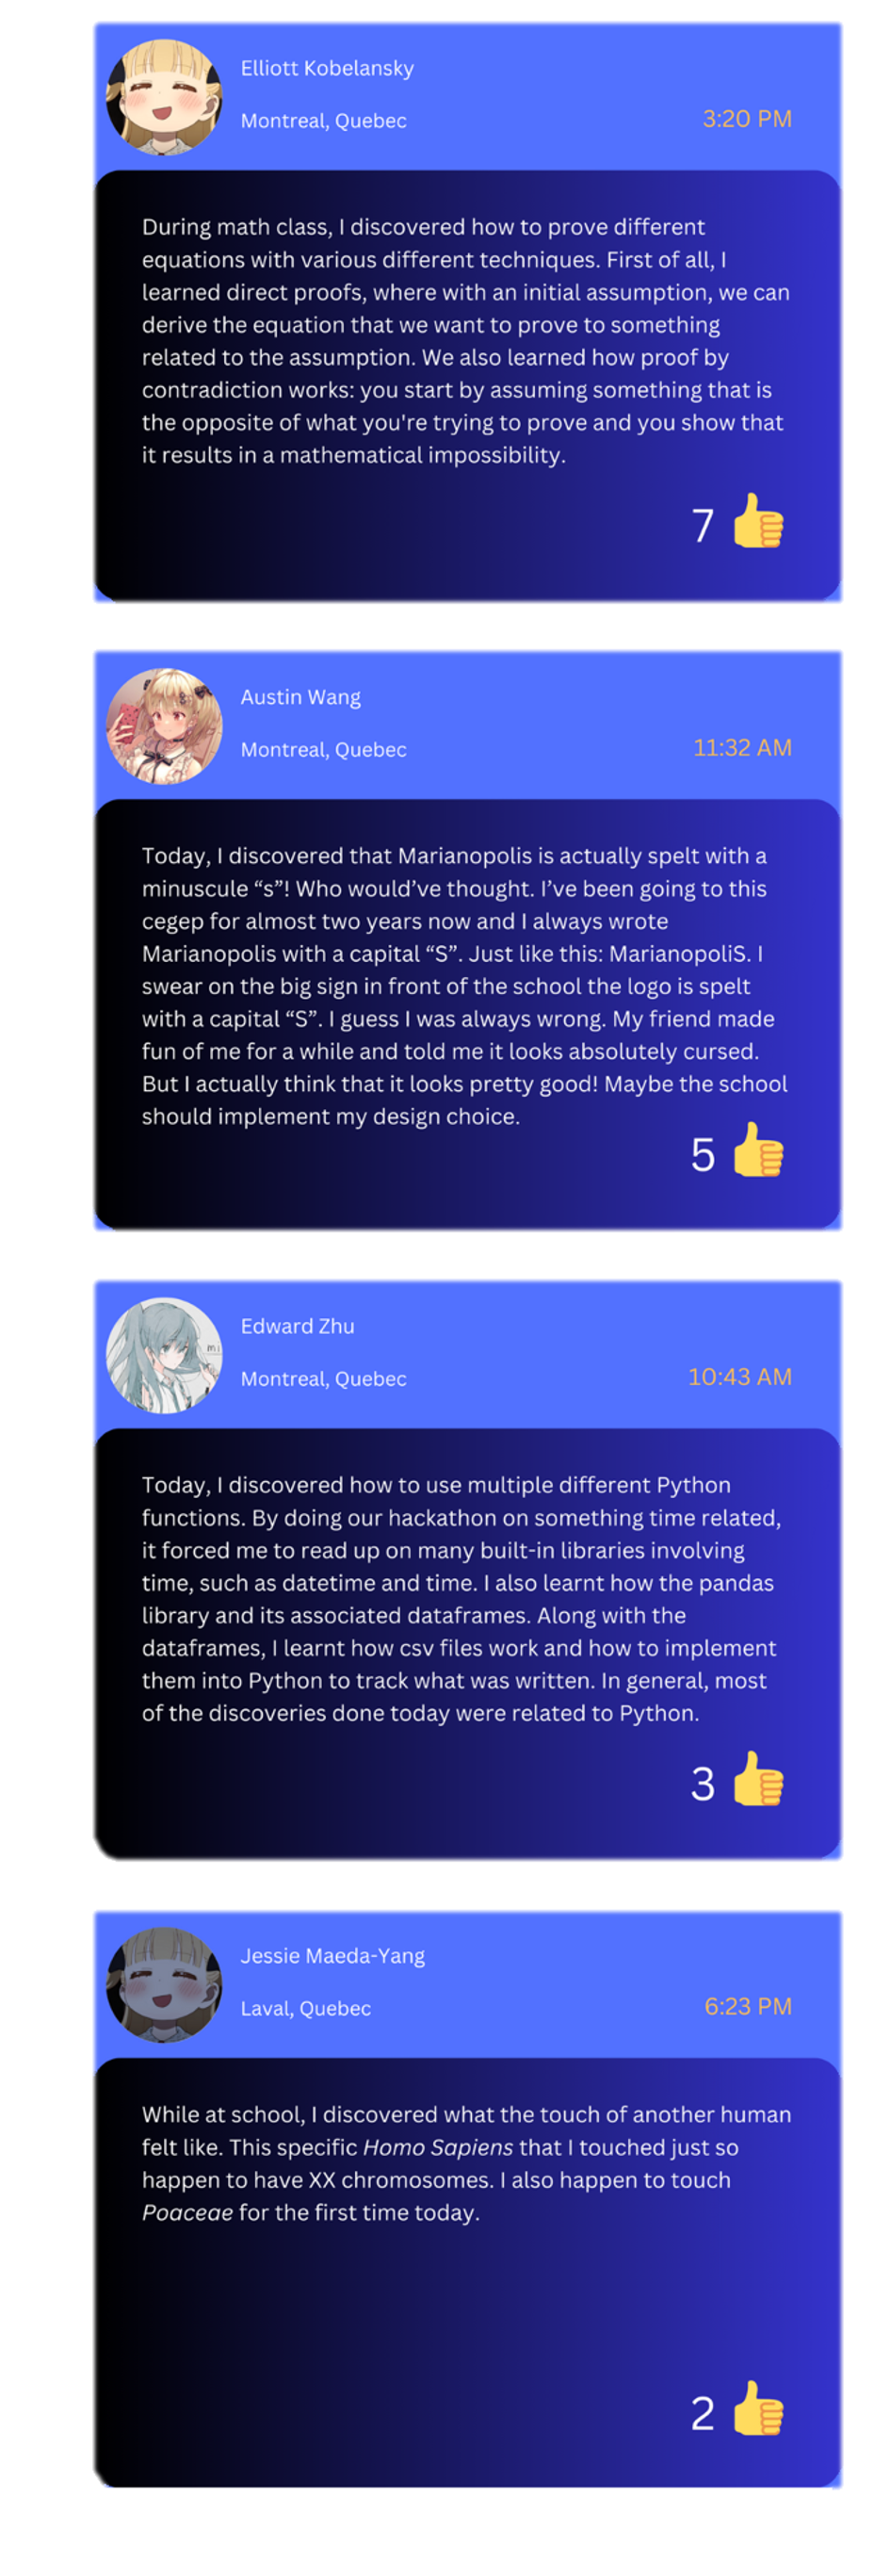 Elliott Kobelansky
Montreal, Quebec
3:20 PM
During math class, I discovered how to prove different
equations with various different techniques. First of all, I
learned direct proofs, where with an initial assumption, we can
derive the equation that we want to prove to something
related to the assumption. We also learned how proof by
contradiction works: you start by assuming something that is
the opposite of what you're trying to prove and you show that
it results in a mathematical impossibility.
7
Austin Wang
Montreal, Quebec
11:32 AM
Today, I discovered that Marianopolis is actually spelt with a
minuscule “s”! Who would’ve thought. I’ve been going to this
cegep for almost two years now and I always wrote
Marianopolis with a capital “S”. Just like this: MarianopoliS. I
swear on the big sign in front of the school the logo is spelt
with a capital “S”. I guess I was always wrong. My friend made
fun of me for a while and told me it looks absolutely cursed.
But I actually think that it looks pretty good! Maybe the school
should implement my design choice.
5
mi
Edward Zhu
Montreal, Quebec
10:43 AM
Today, I discovered how to use multiple different Python
functions. By doing our hackathon on something time related,
it forced me to read up on many built-in libraries involving
time, such as datetime and time. I also learnt how the pandas
library and its associated dataframes. Along with the
dataframes, I learnt how csv files work and how to implement
them into Python to track what was written. In general, most
of the discoveries done today were related to Python.
3
Jessie Maeda-Yang
Laval, Quebec
6:23 PM
While at school, I discovered what the touch of another human
felt like. This specific Homo Sapiens that I touched just so
happen to have XX chromosomes. I also happen to touch
Poaceae for the first time today.
2